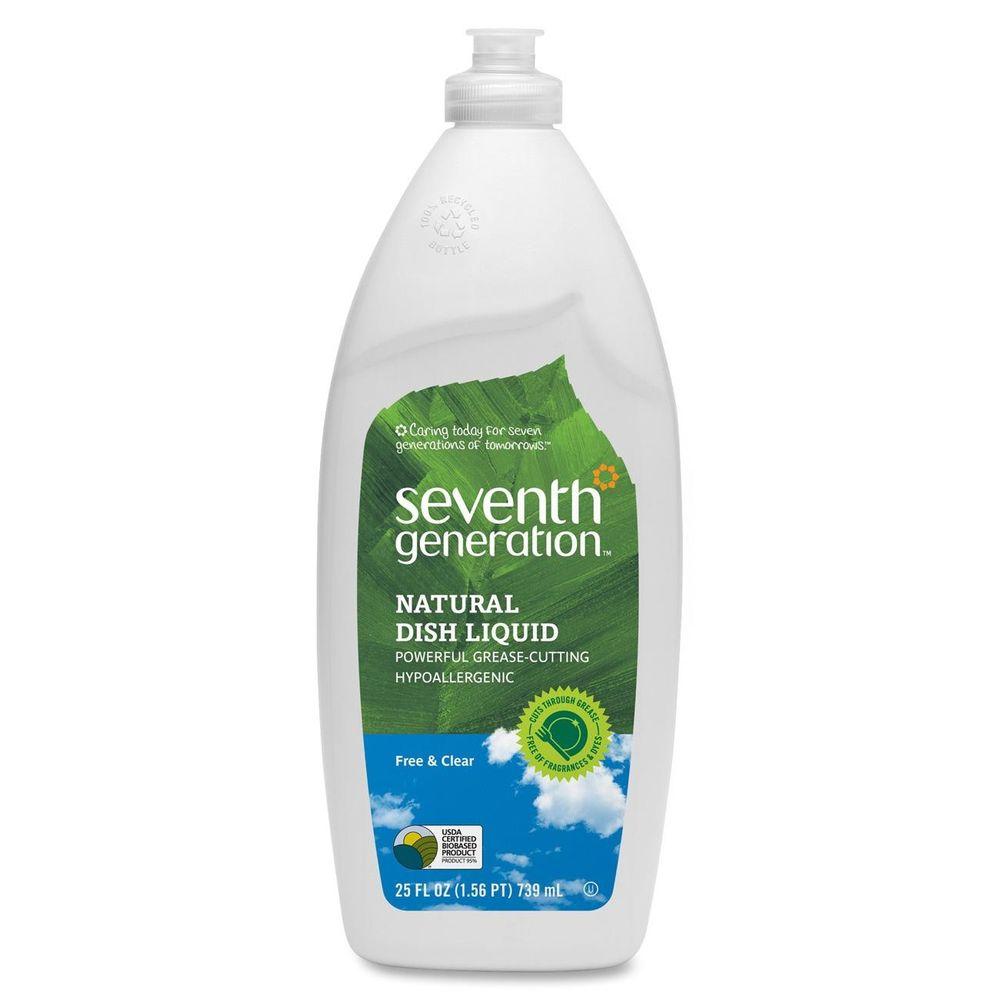 100% RECYCLED
BOTTLE
Caring today for seven
generations of tomorrows.™
seventh
generation™
NATURAL
DISH LIQUID
POWERFUL GREASE-CUTTING
HYPOALLERGENIC
CUTS THROUGH GREASE
FREE OF FRAGRANCES & DYES
Free & Clear
USDA
CERTIFIED
BIOBASED
PRODUCT
PRODUCT 95%
25 FL OZ (1.56 PT) 739 mL
U